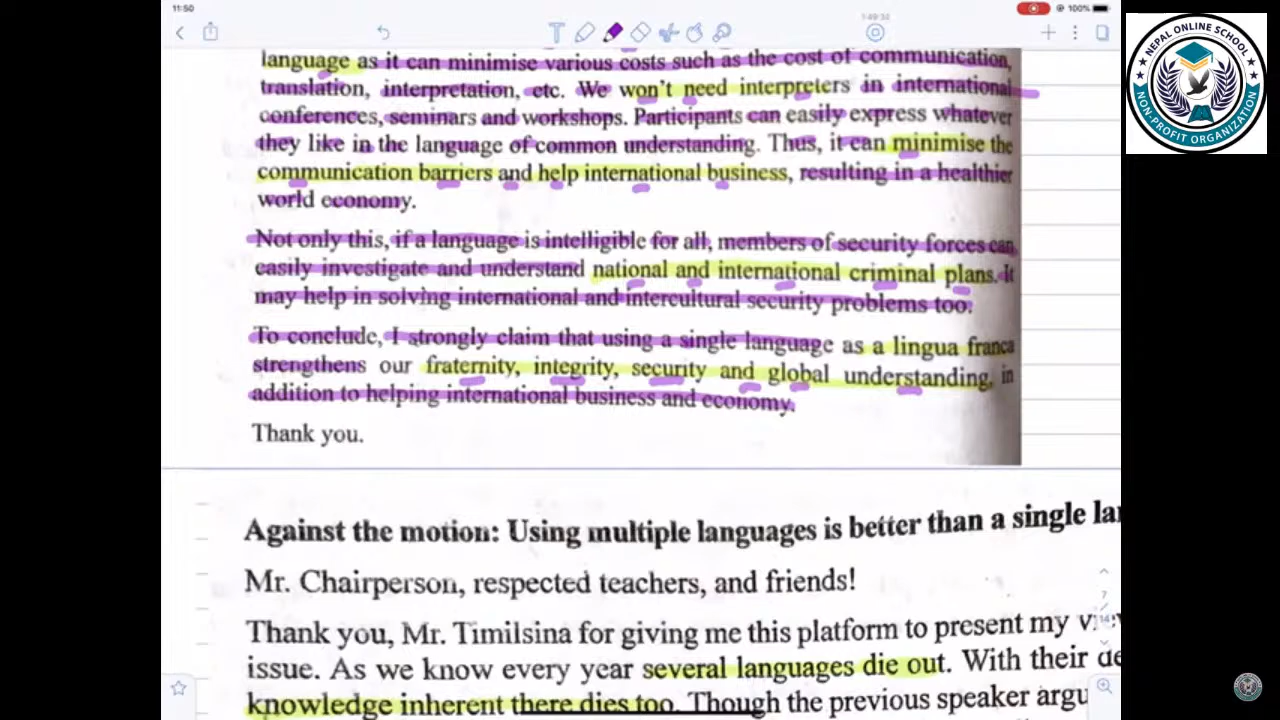 11:50
1:49:32
100%
T
NEPAL ONLINE SCHOOL
NON-PROFIT ORGANIZATION
language as it can minimise various costs such as the cost of communication,
translation, interpretation, etc. We won't need interpreters in international
conferences, seminars and workshops. Participants can easily express whatever
they like in the language of common understanding. Thus, it can minimise the
communication barriers and help international business, resulting in a healthier
world economy.
Not only this, if a language is intelligible for all, members of security forces can
easily investigate and understand national and international criminal plans. It
may help in solving international and intercultural security problems too.
To conclude, I strongly claim that using a single language as a lingua franca
strengthens our fraternity, integrity, security and global understanding, in
addition to helping international business and economy.
Thank you.
Against the motion: Using multiple languages is better than a single la
Mr. Chairperson, respected teachers, and friends!
Thank you, Mr. Timilsina for giving me this platform to present my
issue. As we know every year several languages die out. With their de
knowledge inherent there dies too. Though the previous speaker argu
7
14